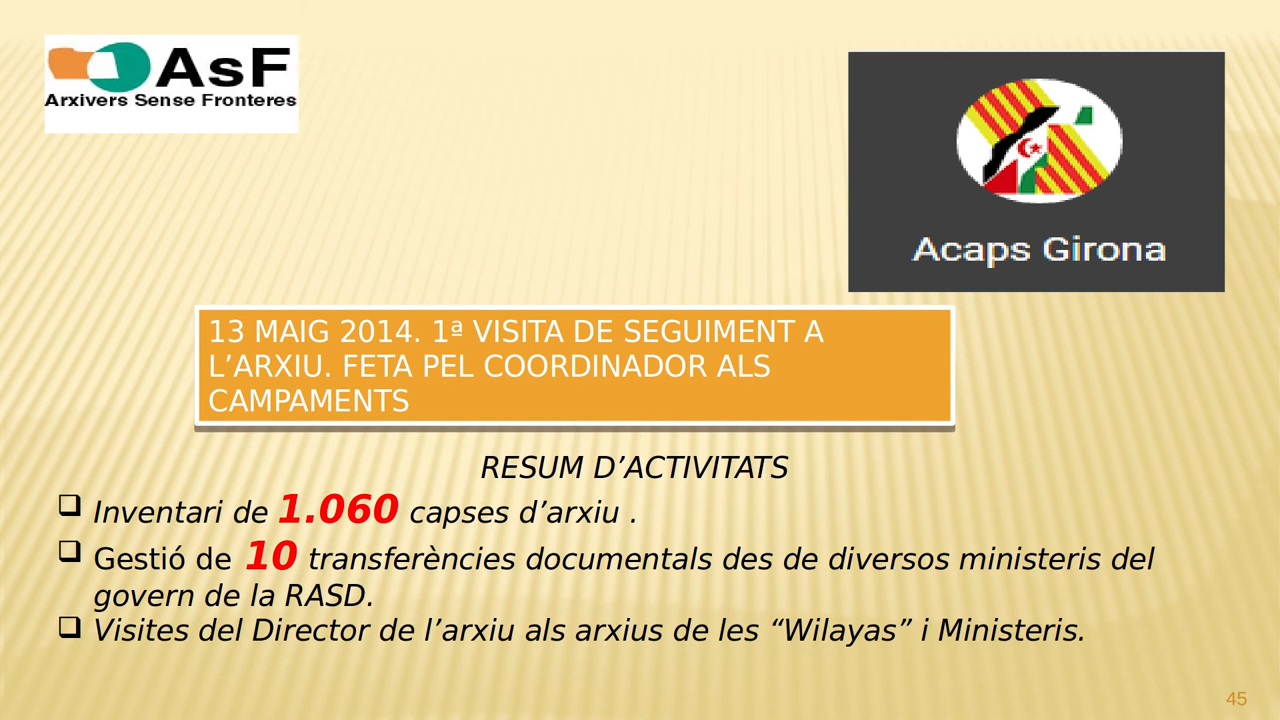 AsF
Arxivers Sense Fronteres
Acaps Girona
13 MAIG 2014. 1ª VISITA DE SEGUIMENT A
L’ARXIU. FETA PEL COORDINADOR ALS
CAMPAMENTS
RESUM D’ACTIVITATS
Inventari de 1.060 capses d’arxiu .
Gestió de 10 transferències documentals des de diversos ministeris del
govern de la RASD.
Visites del Director de l’arxiu als arxius de les “Wilayas” i Ministeris.
45